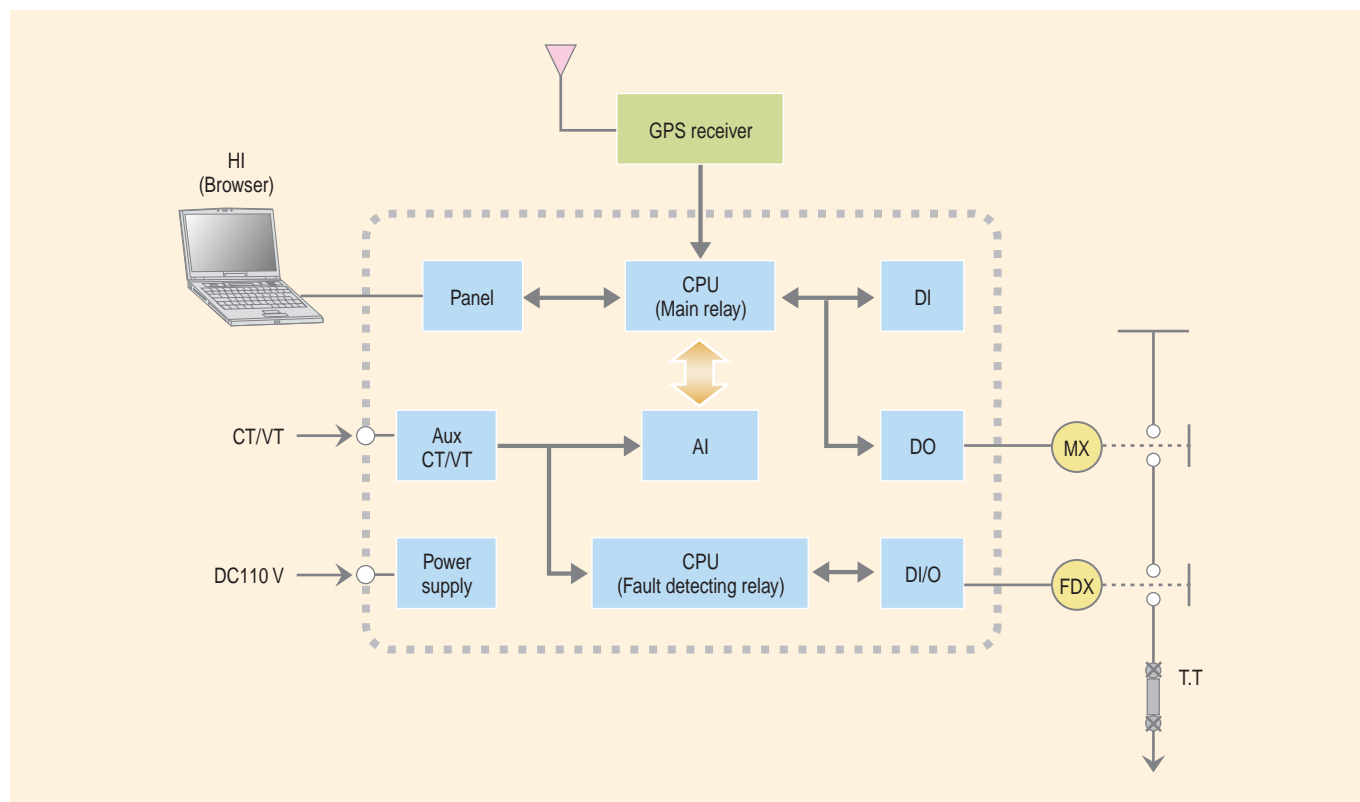 GPS receiver
HI
(Browser)
Panel
CPU
(Main relay)
DI
CT/VT
Aux
CT/VT
AI
DO
MX
DC110 V
Power
supply
CPU
(Fault detecting relay)
DI/O
FDX
T.T